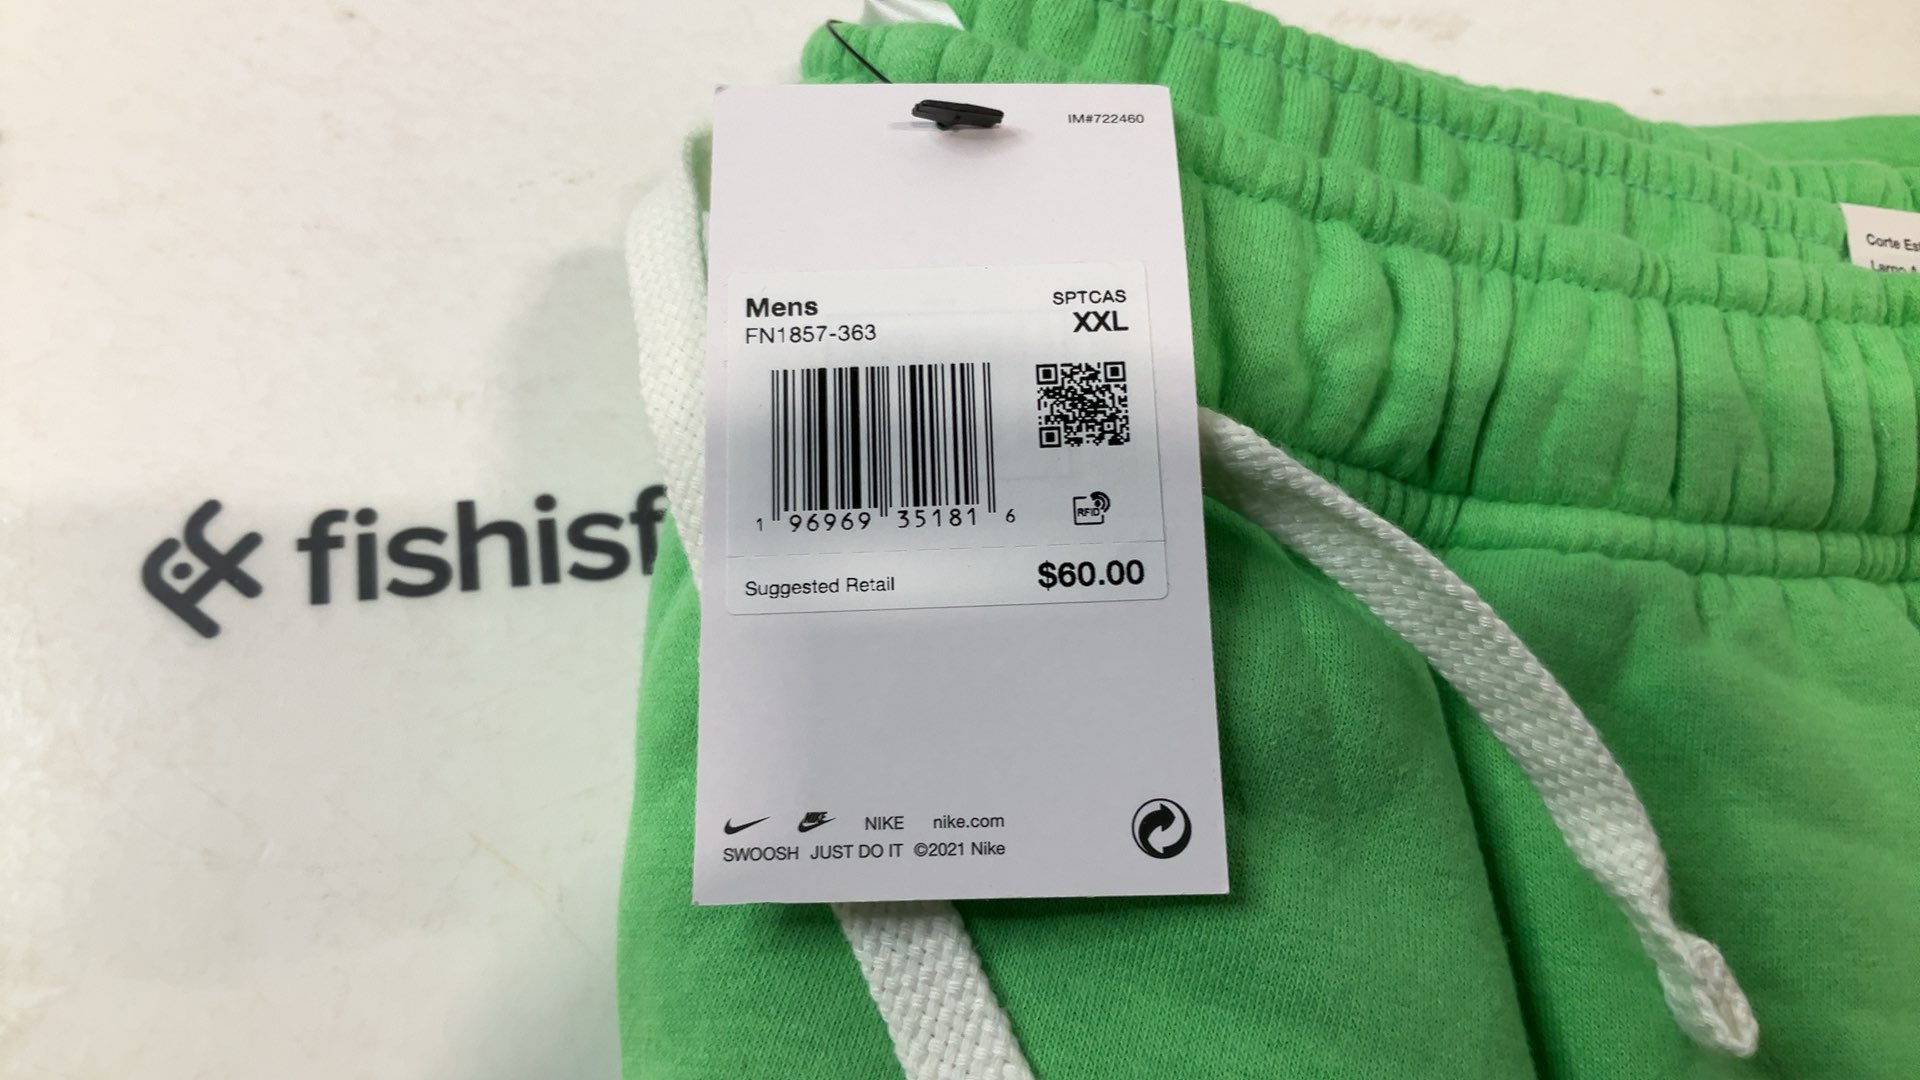 IM#722460
Mens
SPTCAS
FN1857-363
XXL
1 96969 35181 6
RFID
Suggested Retail
$60.00
NIKE
NIKE nike.com
SWOOSH JUST DO IT ©2021 Nike
fishisf
Corte Es